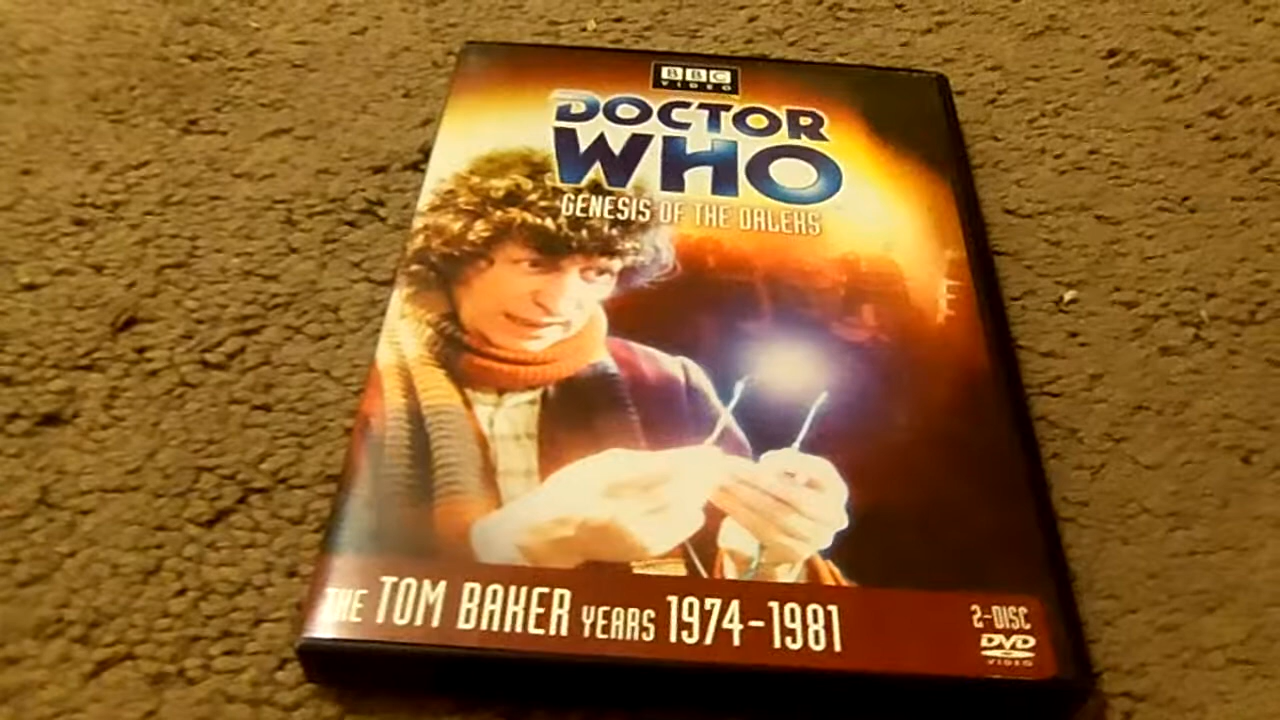 BBC
VIDEO
DOCTOR
WHO
GENESIS OF THE DALEKS
THE TOM BAKER YEARS 1974-1981
2-DISC
DVD
VIDEO